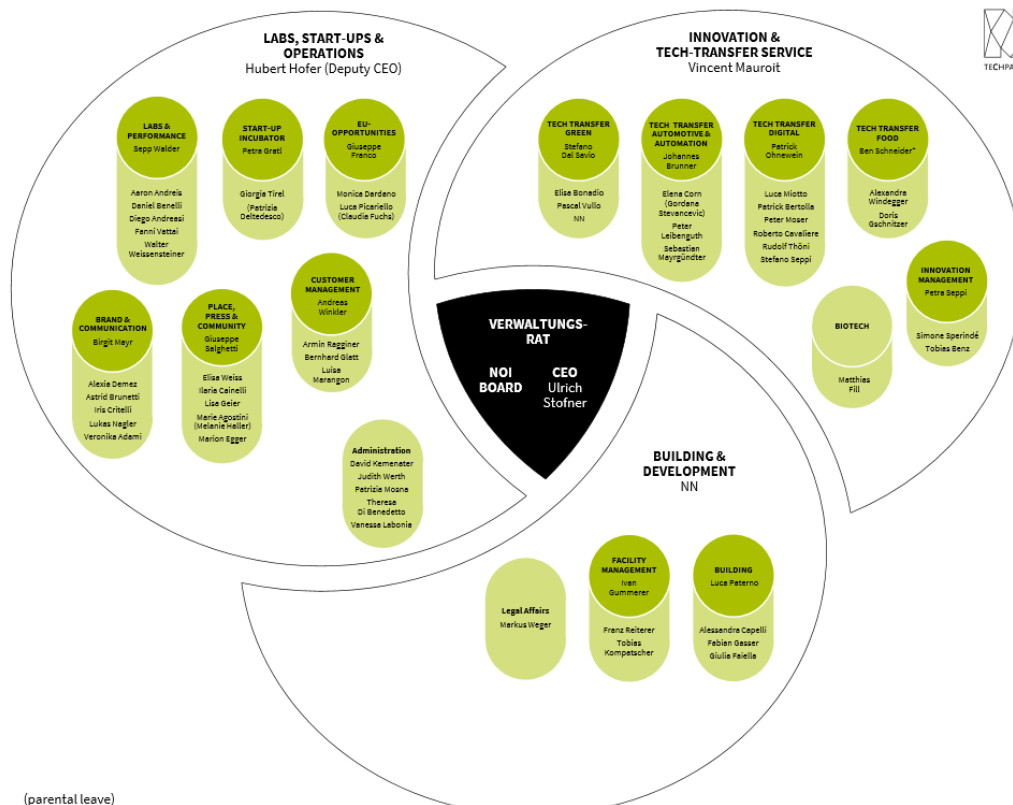 LABS, START-UPS &
OPERATIONS
Hubert Hofer (Deputy CEO)
LABS &
PERFORMANCE
Sepp Walder
Aaron Andreis
Daniel Benelli
Diego Andreasi
Fanni Vattai
Walter
Weissensteiner
START-UP
INCUBATOR
Petra Gratl
Giorgia Tirel
(Patrizia
Deltedesco)
EU-
OPPORTUNITIES
Giuseppe
Franco
Monica Dardano
Luca Picariello
(Claudia Fuchs)
BRAND &
COMMUNICATION
Birgit Mayr
Alexia Demez
Astrid Brunetti
Iris Critelli
Lukas Nagler
Veronika Adami
PLACE,
PRESS &
COMMUNITY
Giuseppe
Salghetti
Elisa Weiss
Ilaria Cainelli
Lisa Geier
Marie Agostini
(Melanie Haller)
Marion Egger
CUSTOMER
MANAGEMENT
Andreas
Winkler
Armin Ragginer
Bernhard Glatt
Luisa
Marangon
Administration
David Kemenater
Judith Werth
Patrizia Mosna
Theresa
Di Benedetto
Vanessa Labonia
INNOVATION &
TECH-TRANSFER SERVICE
Vincent Mauroit
TECH TRANSFER
GREEN
Stefano
Dal Savio
Elisa Bonadio
Pascal Vullo
NN
TECH TRANSFER
AUTOMOTIVE &
AUTOMATION
Johannes
Brunner
Elena Corn
(Gordana
Stevancevic)
Peter
Leibenguth
Sebastian
Mayrgündter
TECH TRANSFER
DIGITAL
Patrick
Ohnewein
Luca Miotto
Patrick Bertolla
Peter Moser
Roberto Cavaliere
Rudolf Thöni
Stefano Seppi
TECH TRANSFER
FOOD
Ben Schneider*
Alexandra
Windegger
Doris
Gschnitzer
INNOVATION
MANAGEMENT
Petra Seppi
Simone Sperindé
Tobias Benz
BIOTECH
Matthias
Fill
VERWALTUNGS-
RAT
NOI
BOARD
CEO
Ulrich
Stofner
BUILDING &
DEVELOPMENT
NN
Legal Affairs
Markus Weger
FACILITY
MANAGEMENT
Ivan
Gummerer
Franz Reiterer
Tobias
Kompatscher
BUILDING
Luca Paterno
Alessandra Capelli
Fabian Gasser
Giulia Faiella
TECHPA
(parental leave)